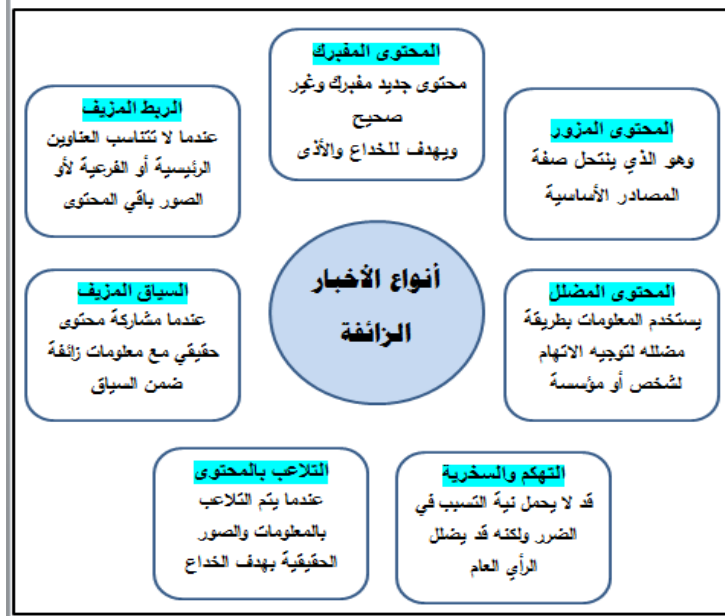 المحتوى المفبرك
محتوى جديد مفبرك وغير
صحيح
ويهدف للخداع والأذى
المحتوى المزور
وهو الذي ينتحل صفة
المصادر الأساسية
الربط المزيف
عندما لا تتناسب العناوين
الرئيسية أو الفرعية لأو
الصور باقي المحتوى
أنواع الأخبار
الزائفة
المحتوى المضلل
يستخدم المعلومات بطريقة
مضلله لتوجيه الاتهام
لشخص أو مؤسسة
السياق المزيف
عندما مشاركة محتوى
حقيقي مع معلومات زائفة
ضمن السياق
التهكم والسخرية
قد لا يحمل نية التسبب في
الضرر ولكنه قد يضلل
الرأي العام
التلاعب بالمحتوى
عندما يتم التلاعب
بالمعلومات والصور
الحقيقية بهدف الخداع